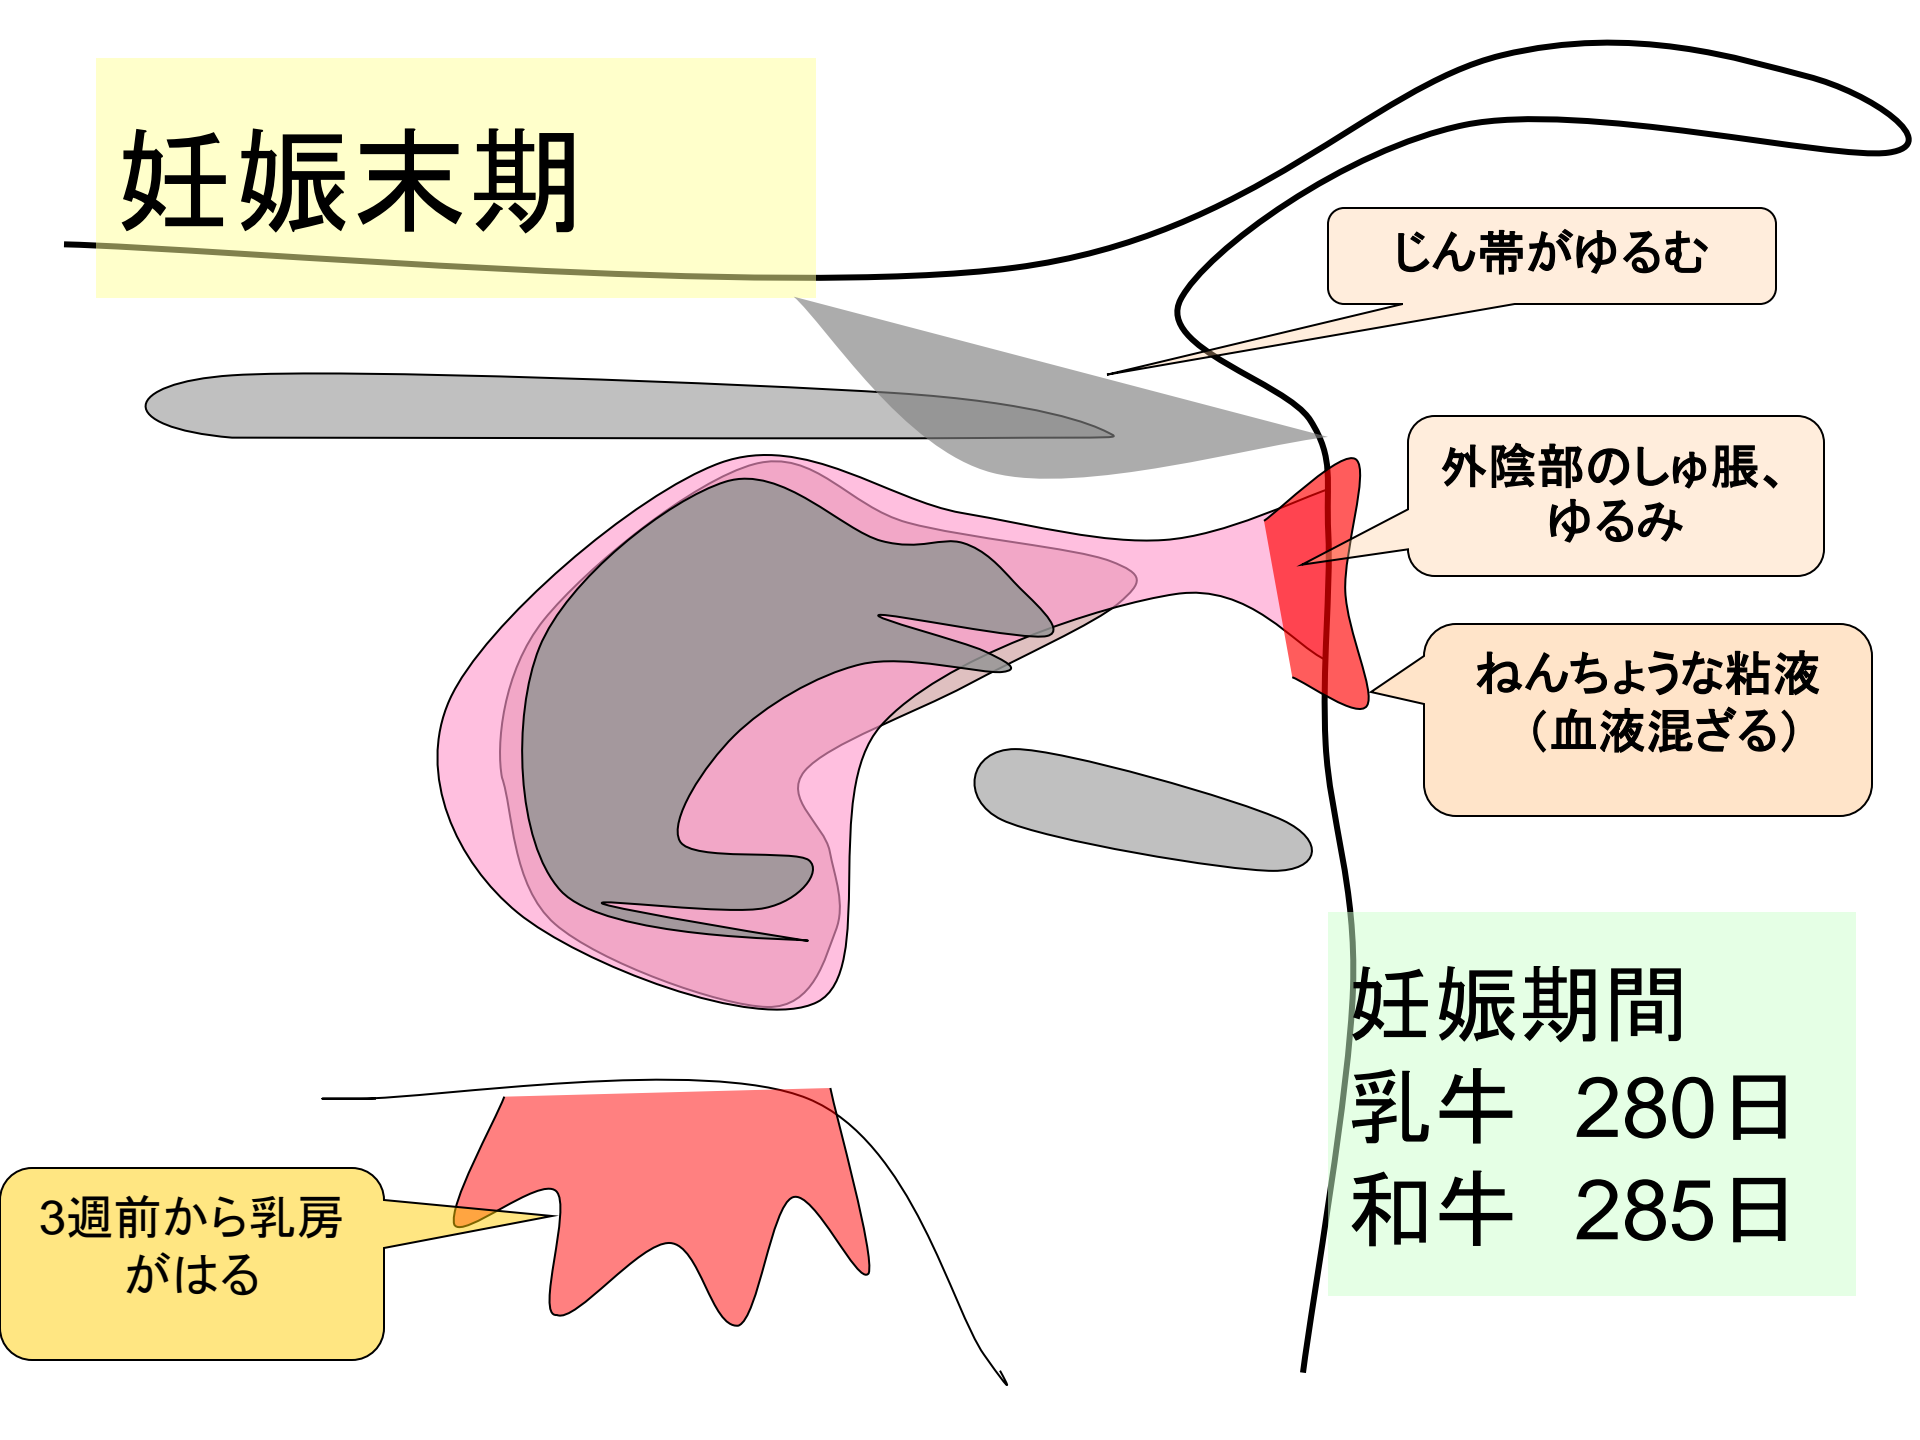 妊娠末期
じん帯がゆるむ
外陰部のしゅ脹、
ゆるみ
ねんちょうな粘液
（血液混ざる）
妊娠期間
乳牛　280日
和牛　285日
3週前から乳房
がはる